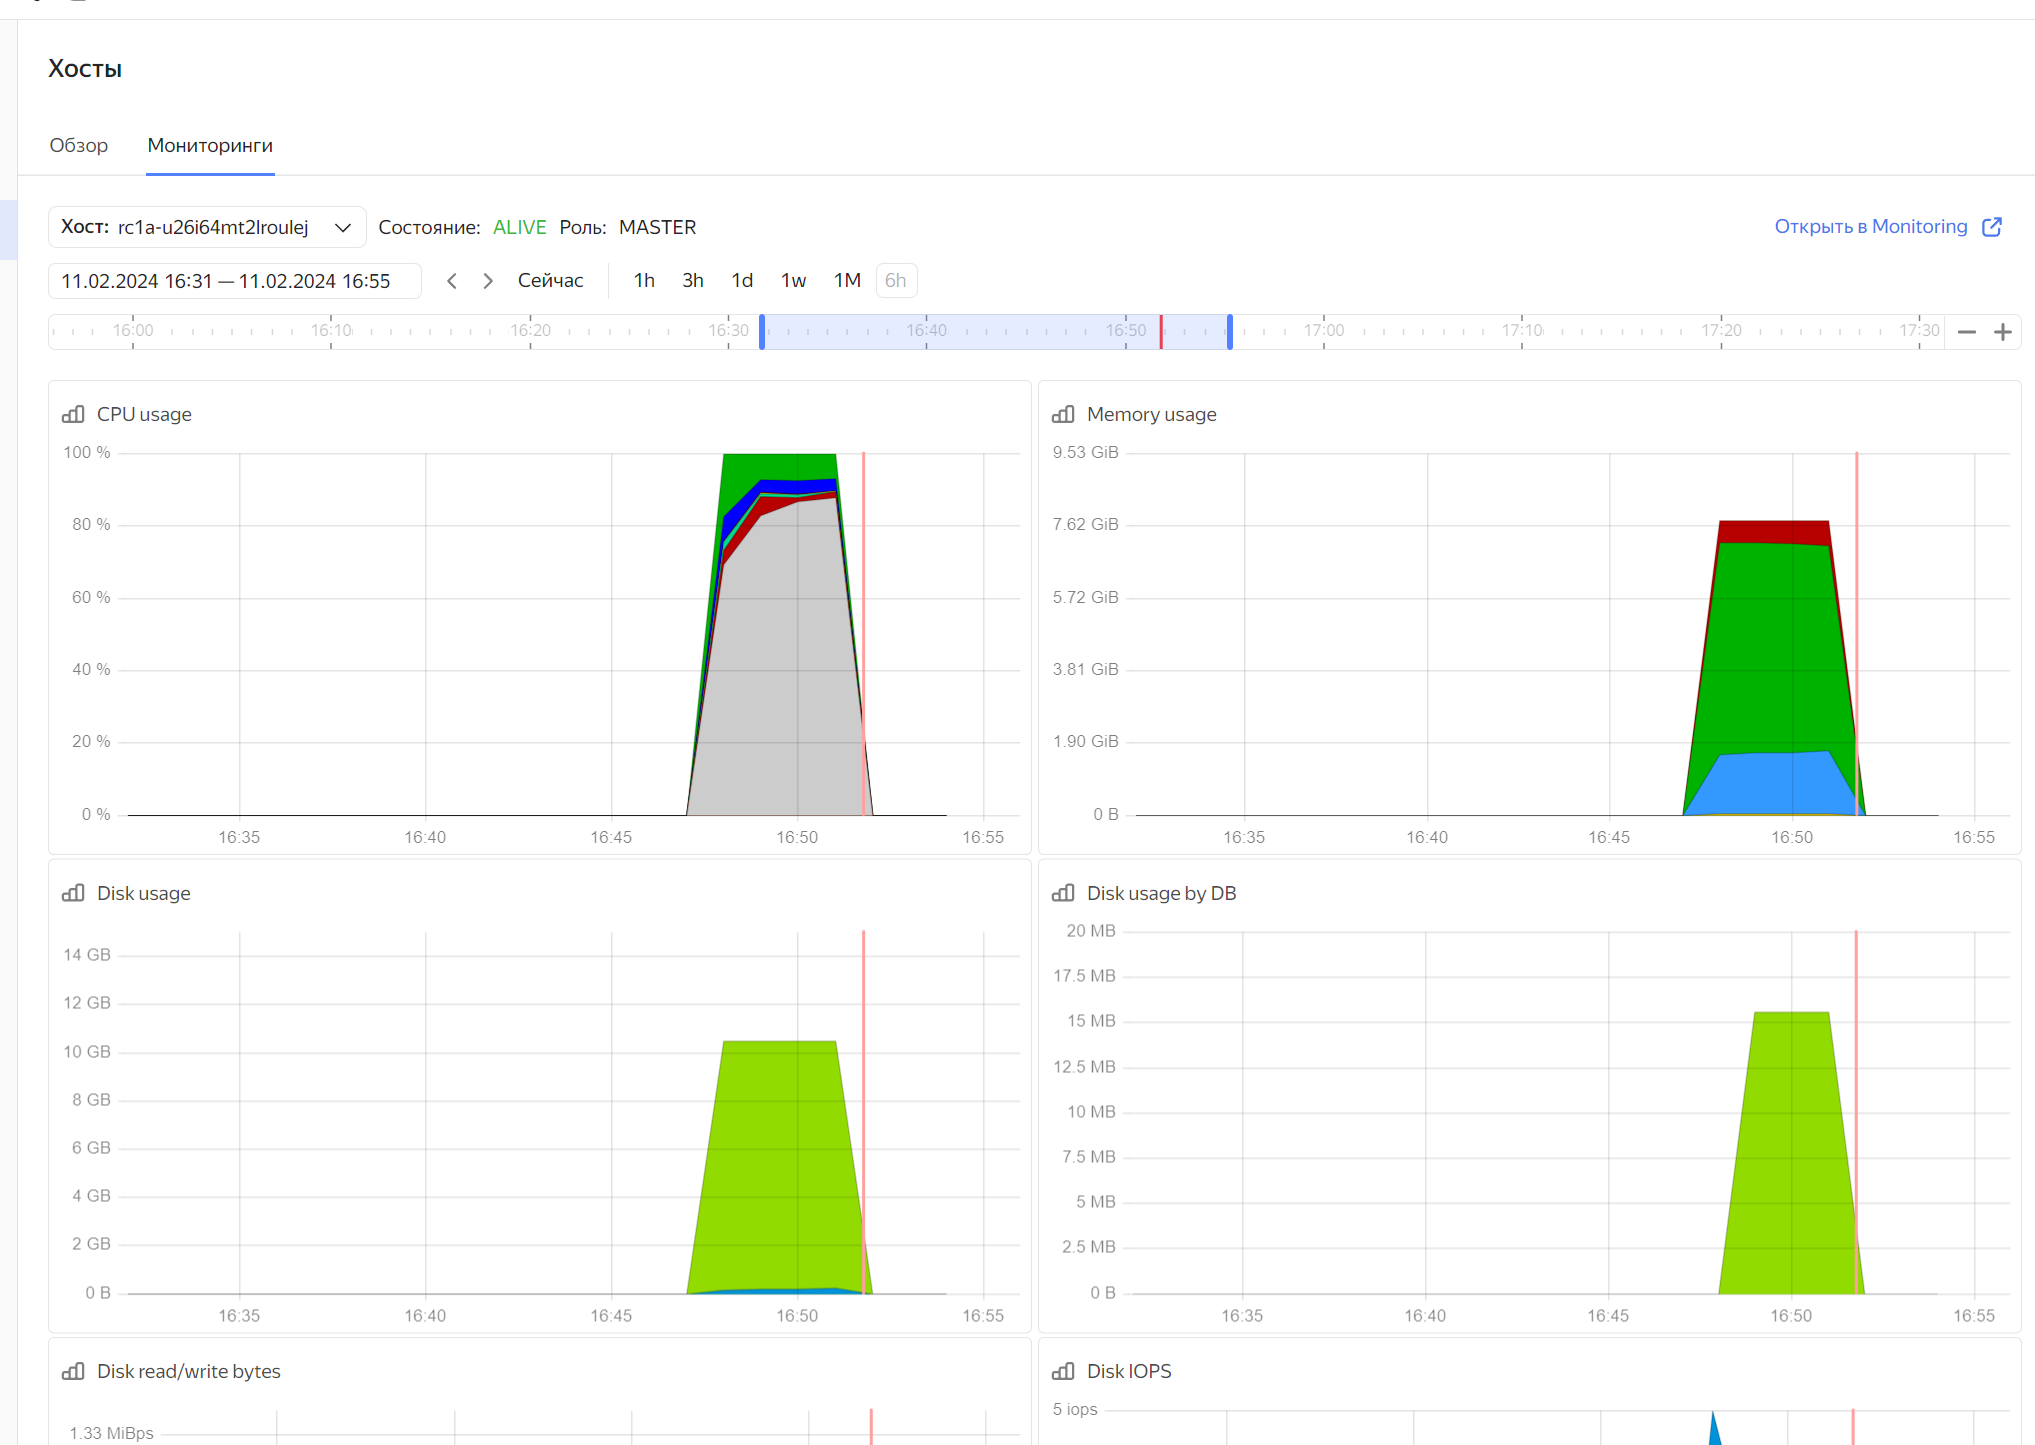 Хосты
Обзор Мониторинги
Хост: rc1a-u26i64mt2lroulej Состояние: ALIVE Роль: MASTER Открыть в Monitoring
11.02.2024 16:31 — 11.02.2024 16:55 Сейчас 1h 3h 1d 1w 1M 6h
16:00 16:10 16:20 16:30 16:40 16:50 17:00 17:10 17:20 17:30
CPU usage
100 %
80 %
60 %
40 %
20 %
0 %
16:35 16:40 16:45 16:50 16:55
Memory usage
9.53 GiB
7.62 GiB
5.72 GiB
3.81 GiB
1.90 GiB
0 B
16:35 16:40 16:45 16:50 16:55
Disk usage
14 GB
12 GB
10 GB
8 GB
6 GB
4 GB
2 GB
0 B
16:35 16:40 16:45 16:50 16:55
Disk usage by DB
20 MB
17.5 MB
15 MB
12.5 MB
10 MB
7.5 MB
5 MB
2.5 MB
0 B
16:35 16:40 16:45 16:50 16:55
Disk read/write bytes
1.33 MiBps
Disk IOPS
5 iops